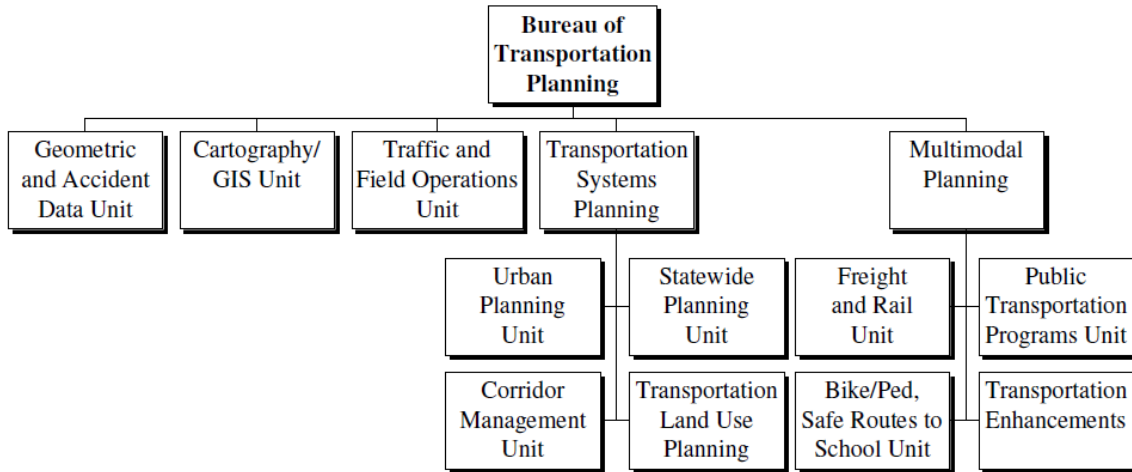 Bureau of
Transportation
Planning
Geometric
and Accident
Data Unit
Cartography/
GIS Unit
Traffic and
Field Operations
Unit
Transportation
Systems
Planning
Multimodal
Planning
Urban
Planning
Unit
Statewide
Planning
Unit
Freight
and Rail
Unit
Public
Transportation
Programs Unit
Corridor
Management
Unit
Transportation
Land Use
Planning
Bike/Ped,
Safe Routes to
School Unit
Transportation
Enhancements